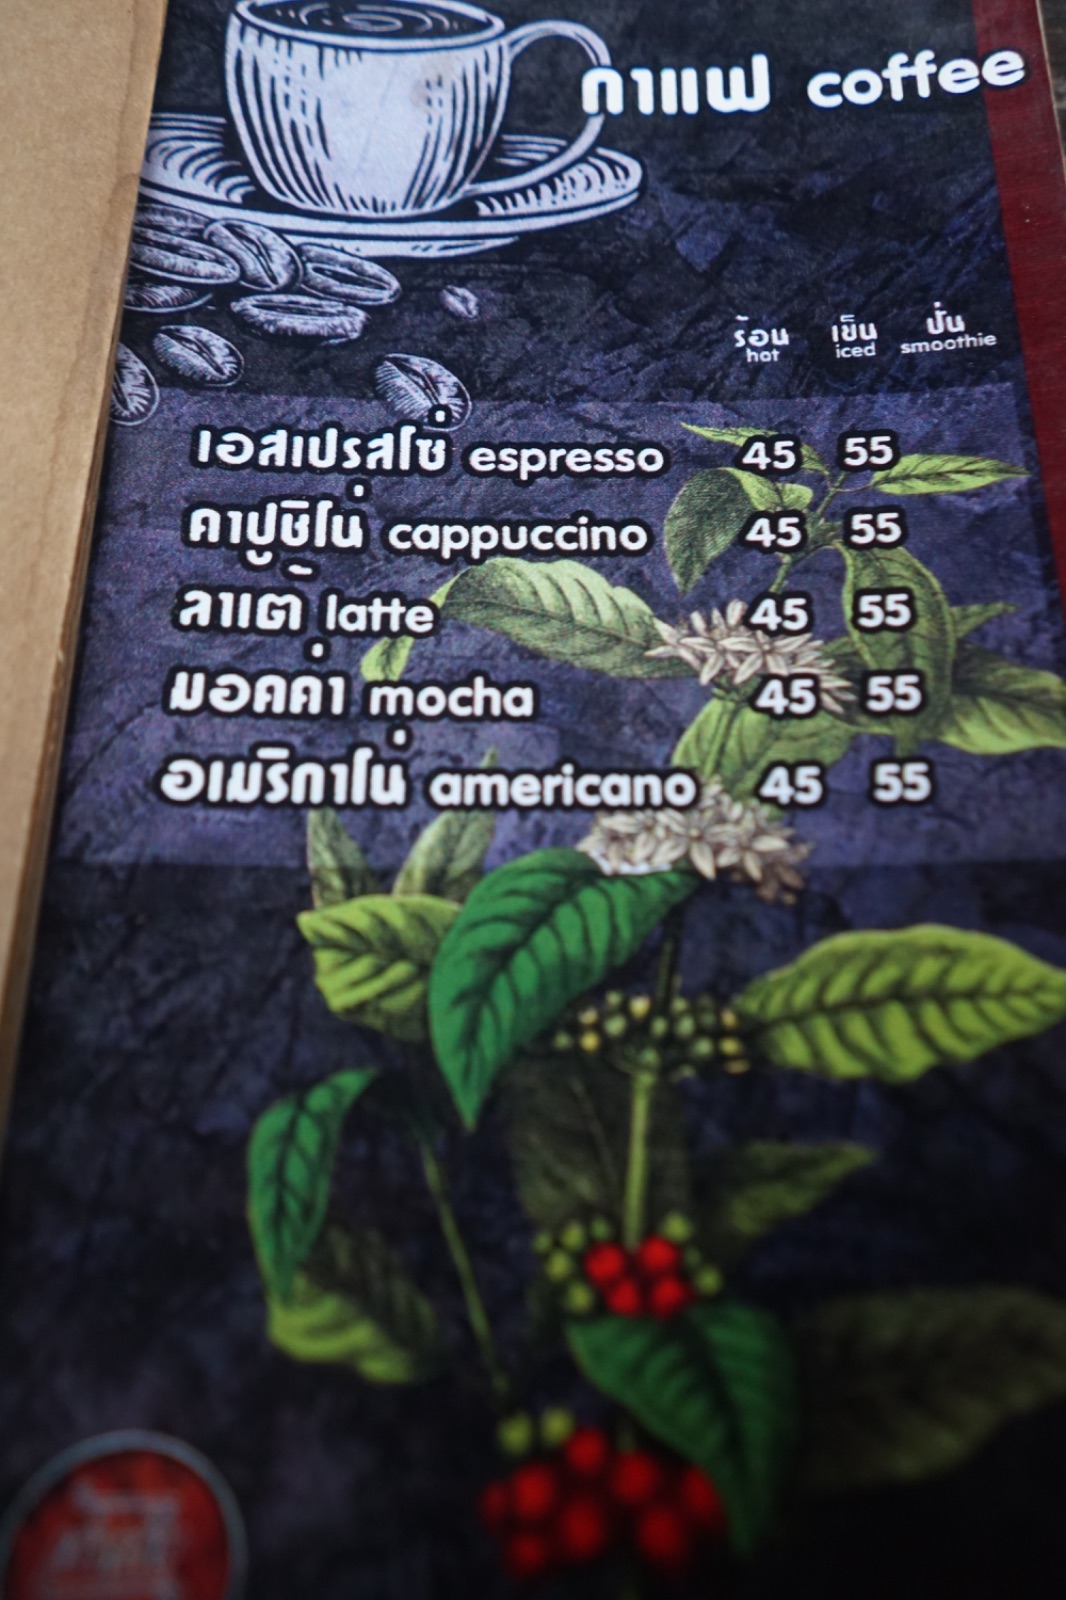 กาแฟ coffee
ร้อน เย็น ปั่น
hot iced smoothie
เอสเปรสโซ่ espresso 45 55
คาปูชิโน่ cappuccino 45 55
ลาเต้ latte 45 55
มอคค่า mocha 45 55
อเมริกาโน่ americano 45 55